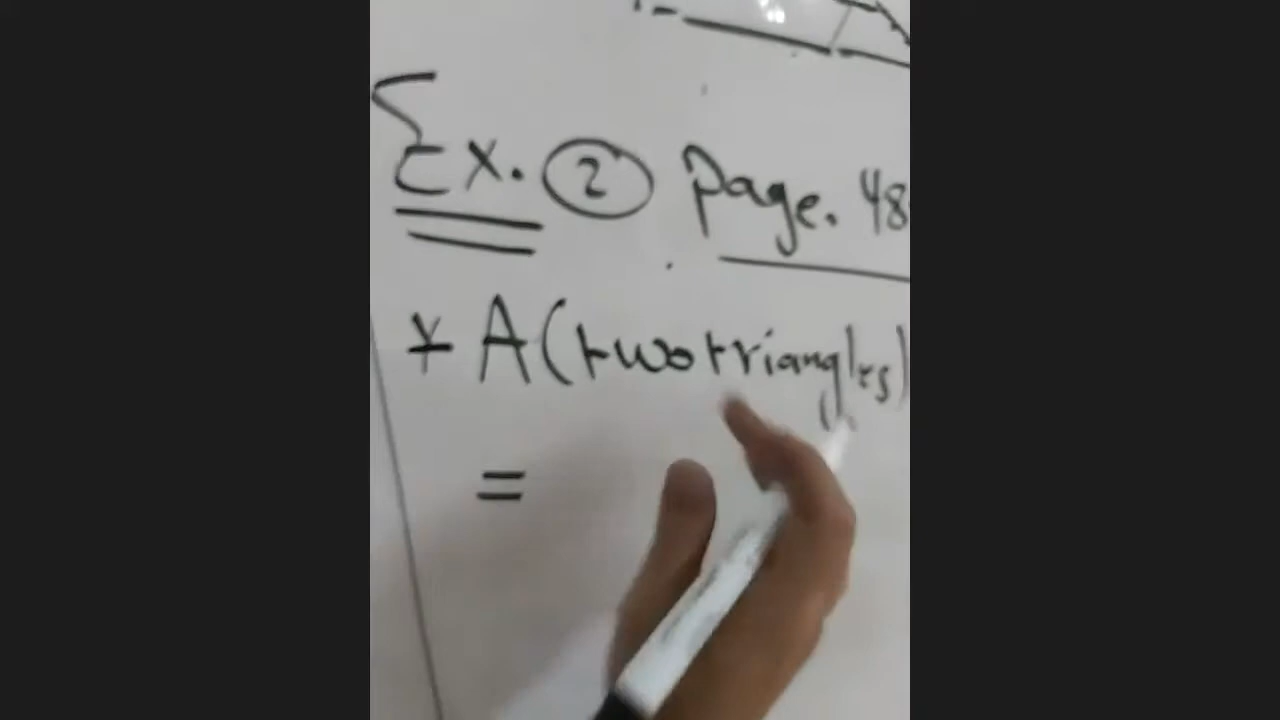 Ex. 2 Page. 48
* A(two triangles)
=